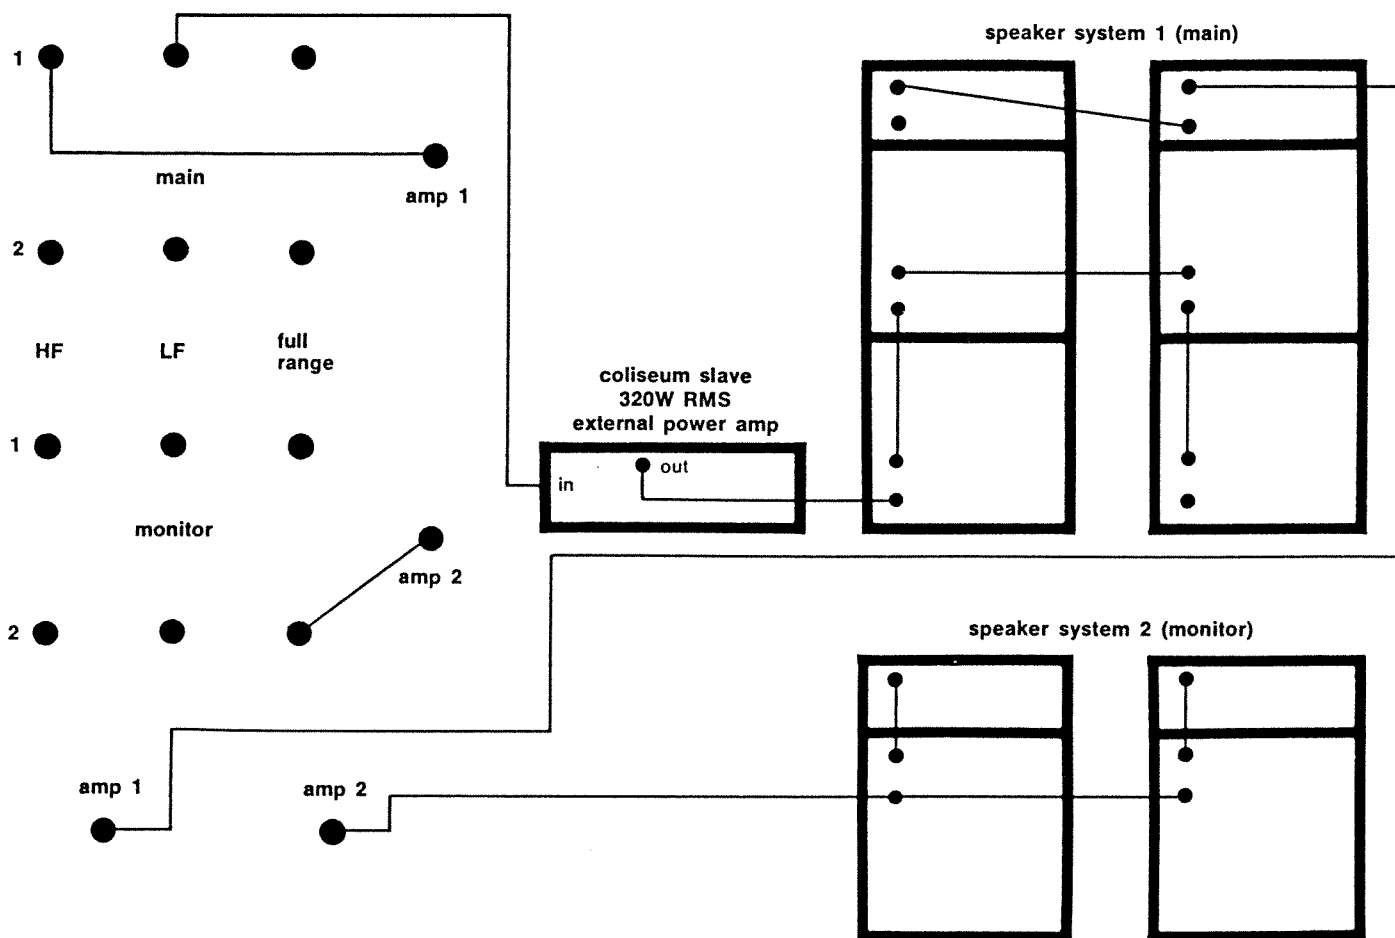 speaker system 1 (main)
1
main
amp 1
2
HF
LF
full
range
coliseum slave
320W RMS
external power amp
out
in
1
monitor
amp 2
2
speaker system 2 (monitor)
amp 1
amp 2